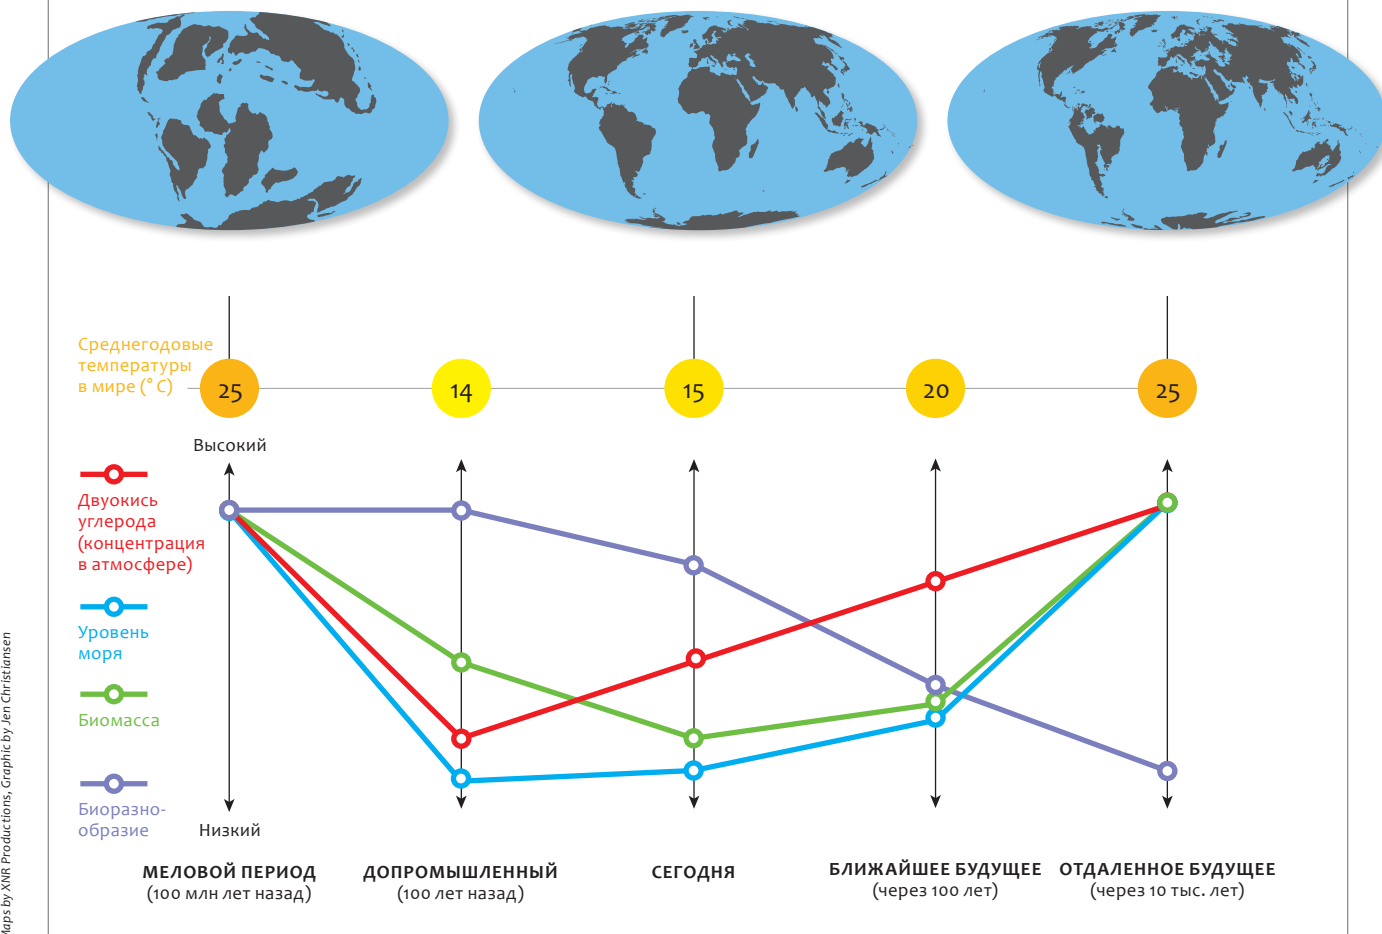 Среднегодовые
температуры
в мире (° C)
25
14
15
20
25
Высокий
Двуокись
углерода
(концентрация
в атмосфере)
Уровень
моря
Биомасса
Биоразно-
образие
Низкий
МЕЛОВОЙ ПЕРИОД
(100 млн лет назад)
ДОПРОМЫШЛЕННЫЙ
(100 лет назад)
СЕГОДНЯ
БЛИЖАЙШЕЕ БУДУЩЕЕ
(через 100 лет)
ОТДАЛЕННОЕ БУДУЩЕЕ
(через 10 тыс. лет)
Maps by XNR Productions, Graphic by Jen Christiansen